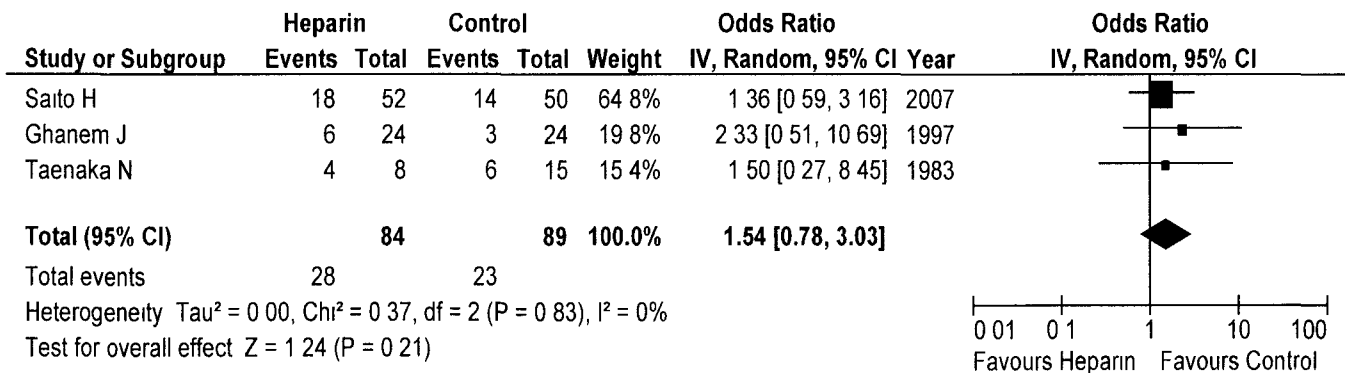 Heparin Control Odds Ratio Odds Ratio
Study or Subgroup Events Total Events Total Weight IV, Random, 95% CI Year IV, Random, 95% CI
Saito H 18 52 14 50 64 8% 1 36 [0 59, 3 16] 2007
Ghanem J 6 24 3 24 19 8% 2 33 [0 51, 10 69] 1997
Taenaka N 4 8 6 15 15 4% 1 50 [0 27, 8 45] 1983
Total (95% CI) 84 89 100.0% 1.54 [0.78, 3.03]
Total events 28 23
Heterogeneity Tau² = 0 00, Chi² = 0 37, df = 2 (P = 0 83), I² = 0%
Test for overall effect Z = 1 24 (P = 0 21)
0 01 0 1 1 10 100
Favours Heparin Favours Control